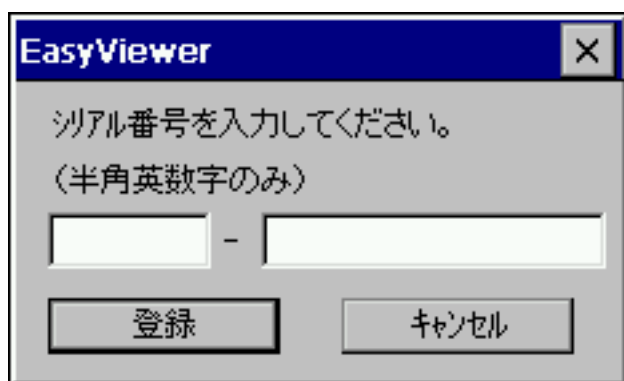 EasyViewer
ｼﾘｱﾙ番号を入力してください。
（半角英数字のみ）
-
登録
ｷｬﾝｾﾙ